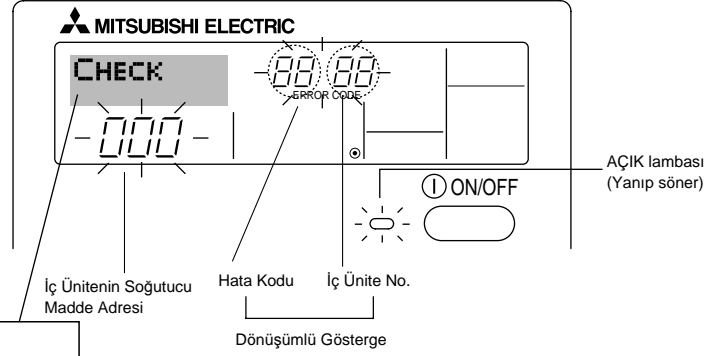 MITSUBISHI ELECTRIC
CHECK
88 88
ERROR CODE
000
ON/OFF
AÇIK lambası
(Yanıp söner)
İç Ünitenin Soğutucu
Madde Adresi
Hata Kodu
İç Ünite No.
Dönüşümlü Gösterge